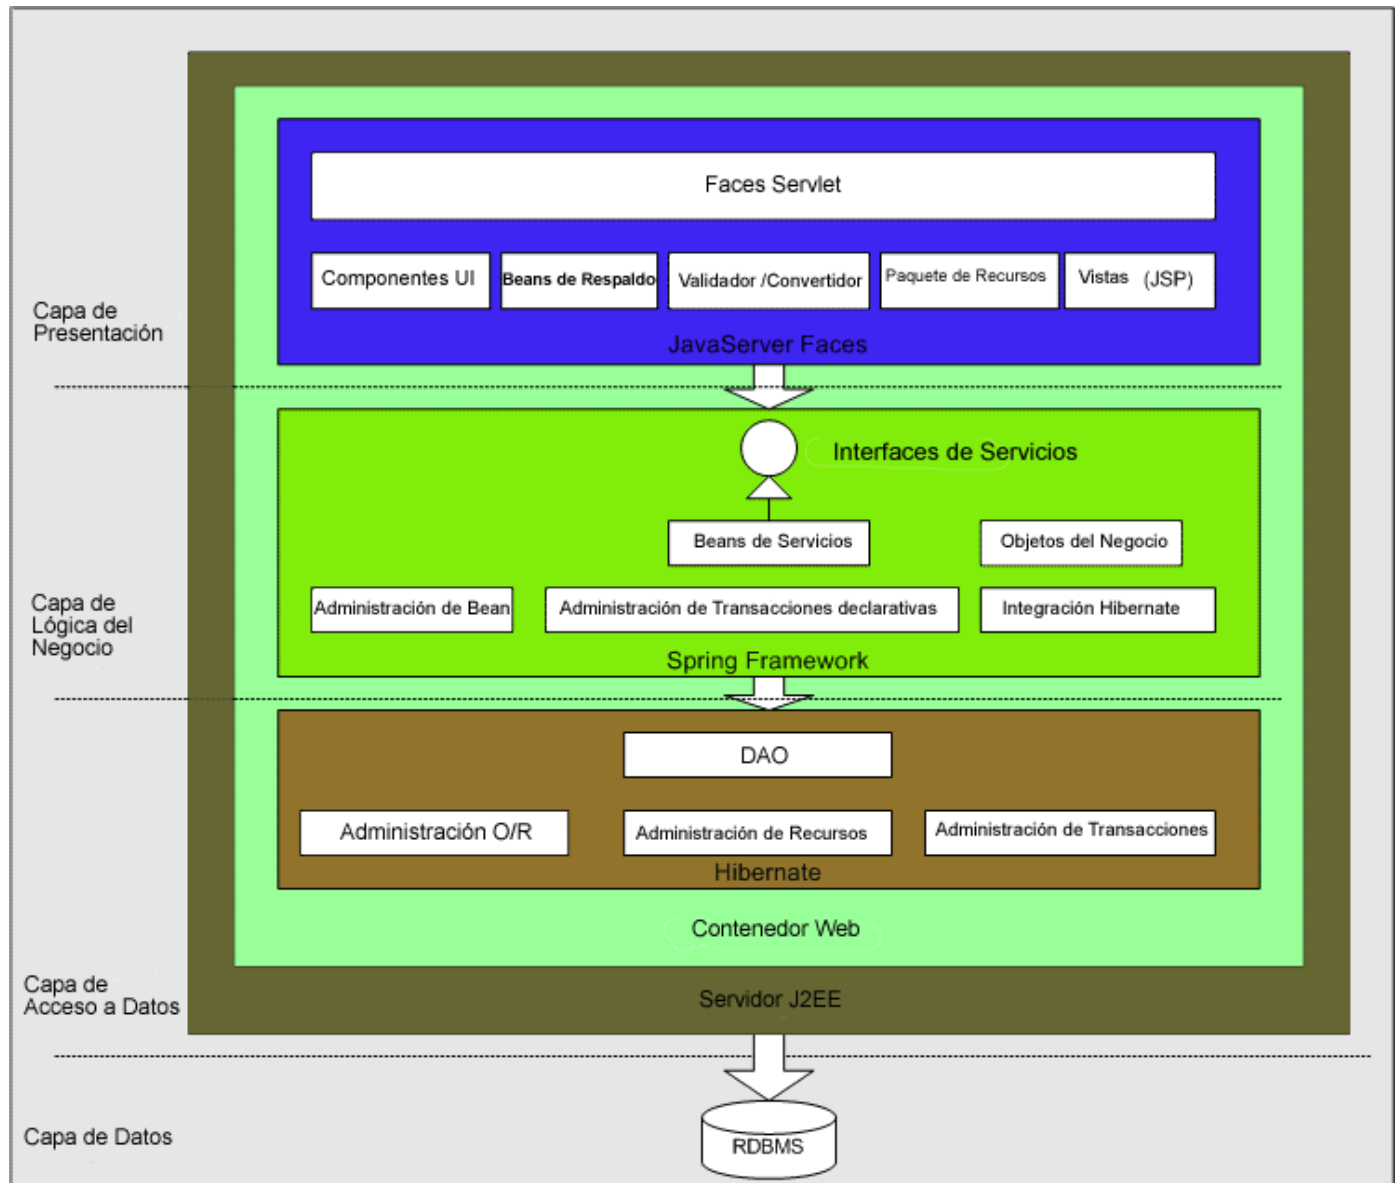 Faces Servlet
Componentes UI
Beans de Respaldo
Validador /Convertidor
Paquete de Recursos
Vistas (JSP)
Capa de
Presentación
JavaServer Faces
Interfaces de Servicios
Beans de Servicios
Objetos del Negocio
Capa de
Lógica del
Negocio
Administración de Bean
Administración de Transacciones declarativas
Integración Hibernate
Spring Framework
DAO
Administración O/R
Administración de Recursos
Administración de Transacciones
Hibernate
Contenedor Web
Capa de
Acceso a Datos
Servidor J2EE
Capa de Datos
RDBMS